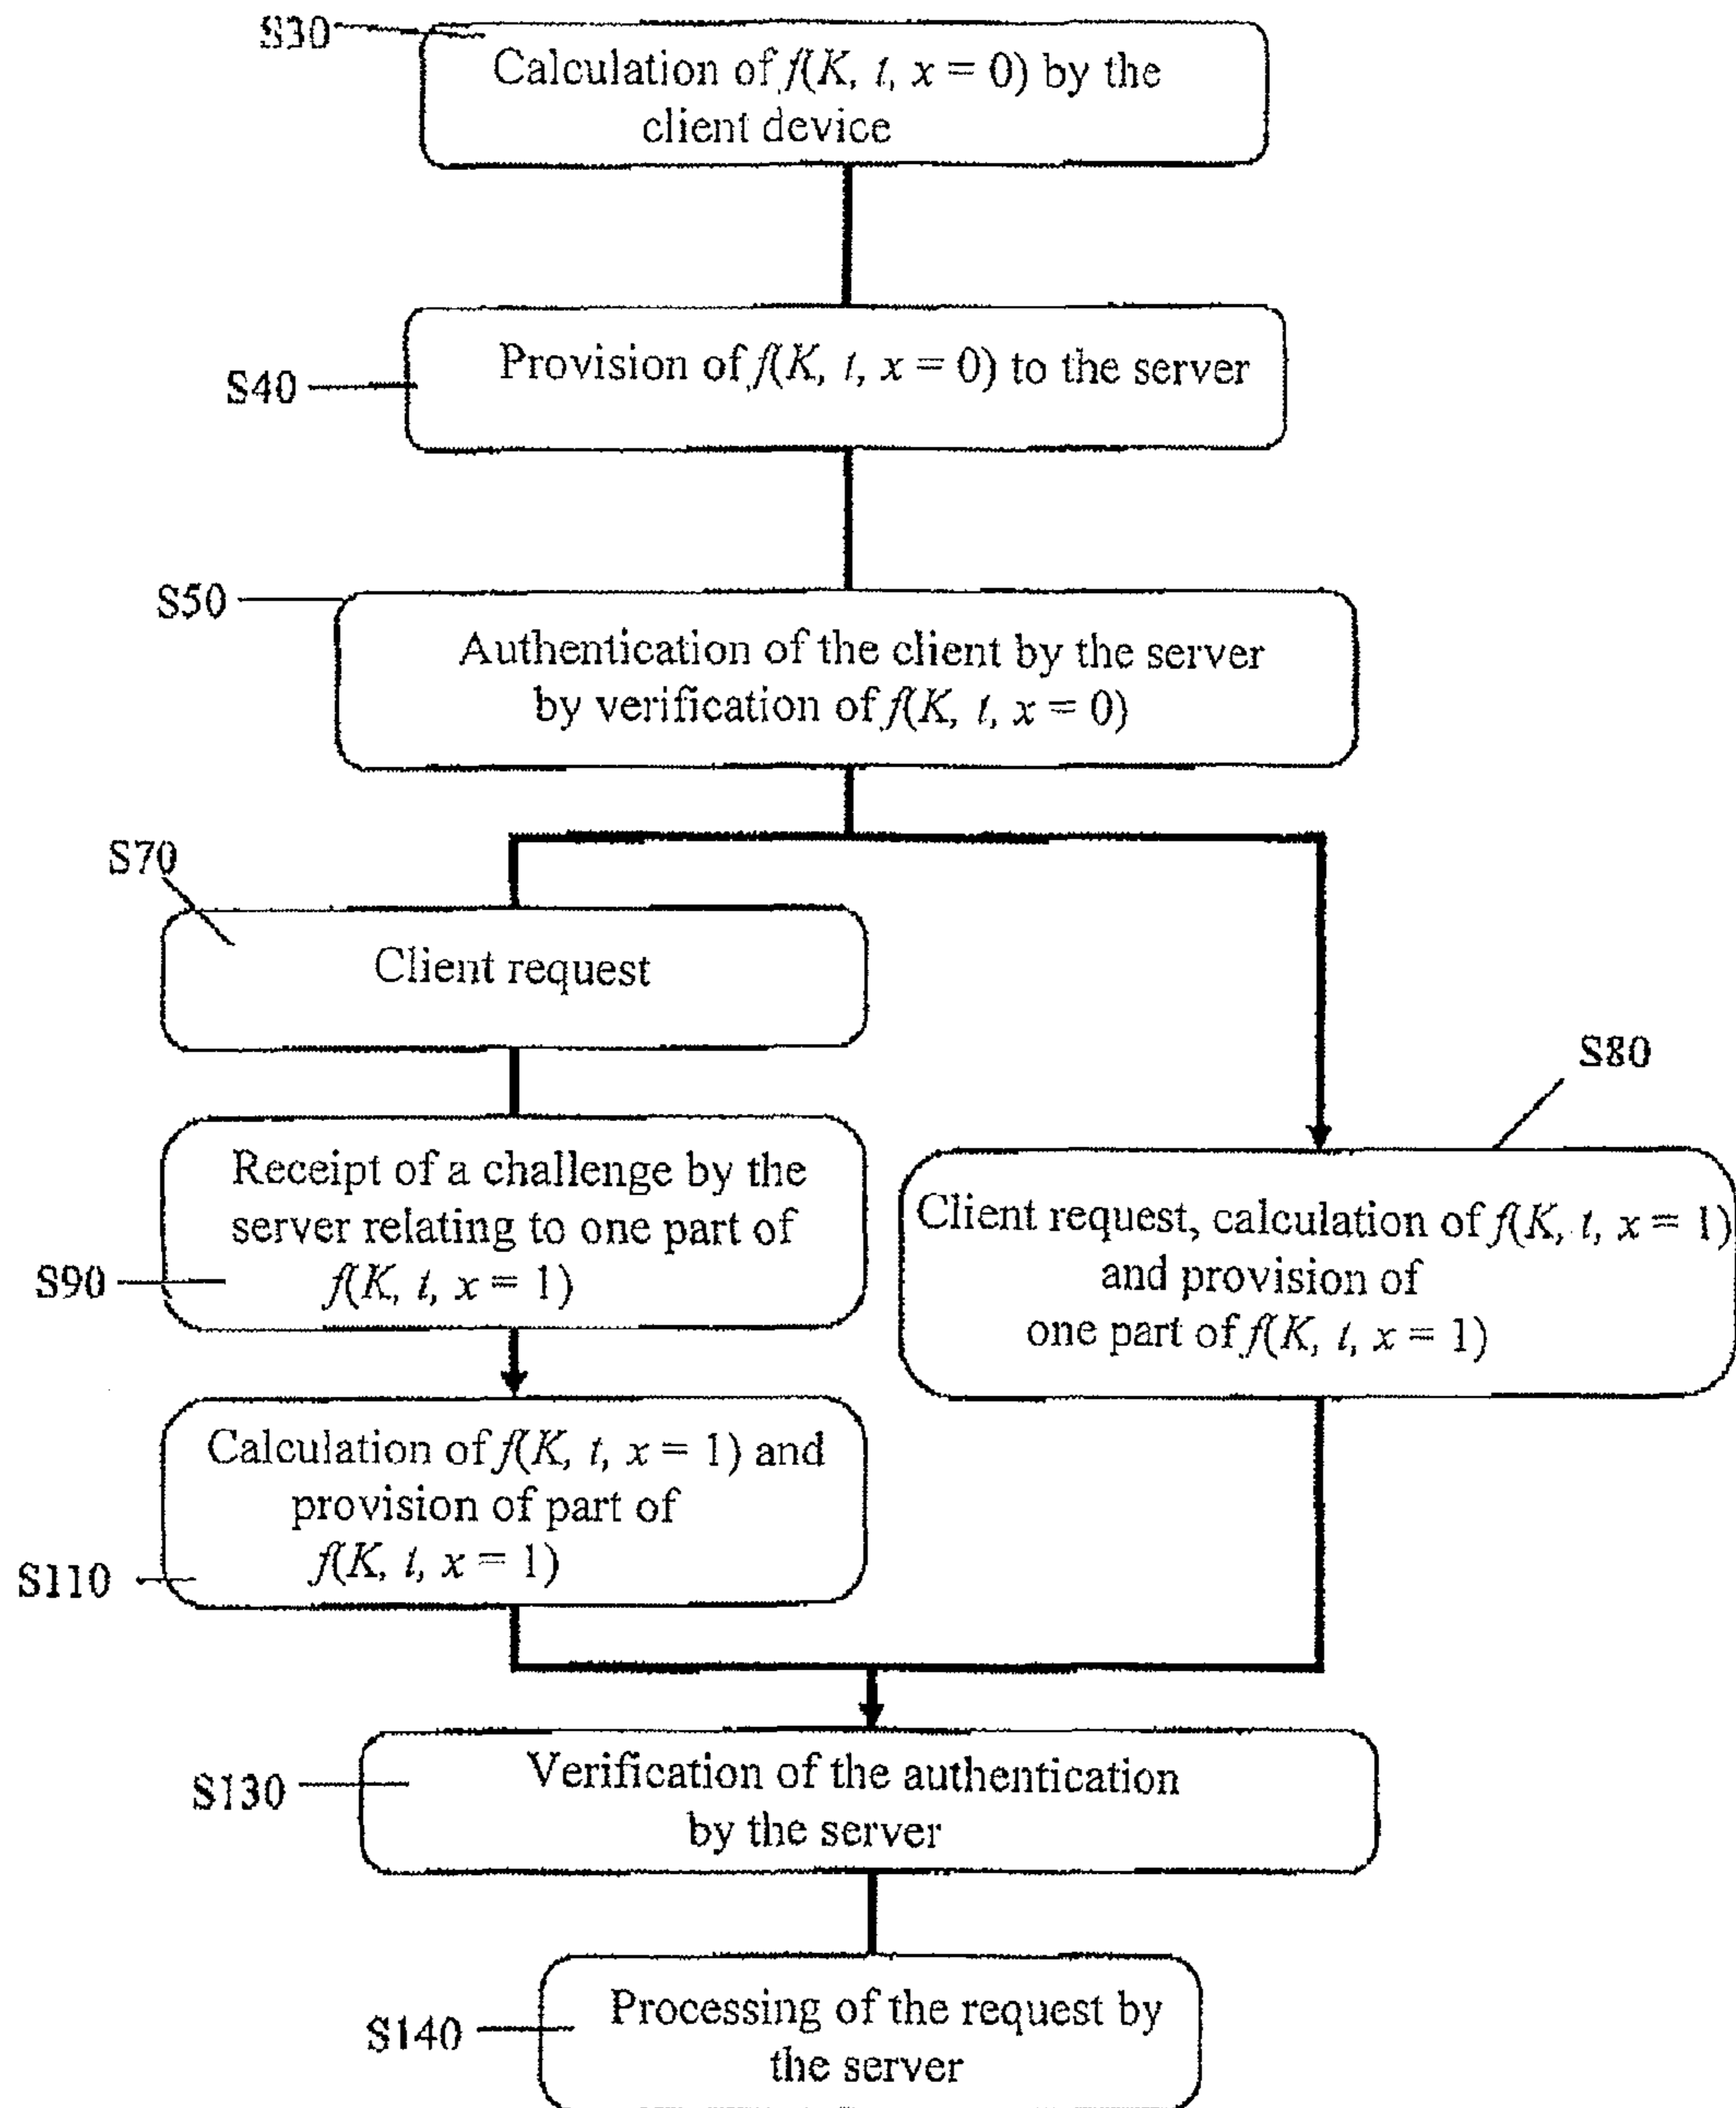 S30
Calculation of f(K, t, x = 0) by the
client device
S40
Provision of f(K, t, x = 0) to the server
S50
Authentication of the client by the server
by verification of f(K, t, x = 0)
S70
Client request
S80
Client request, calculation of f(K, t, x = 1)
and provision of
one part of f(K, t, x = 1)
S90
Receipt of a challenge by the
server relating to one part of
f(K, t, x = 1)
S110
Calculation of f(K, t, x = 1) and
provision of part of
f(K, t, x = 1)
S130
Verification of the authentication
by the server
S140
Processing of the request by
the server